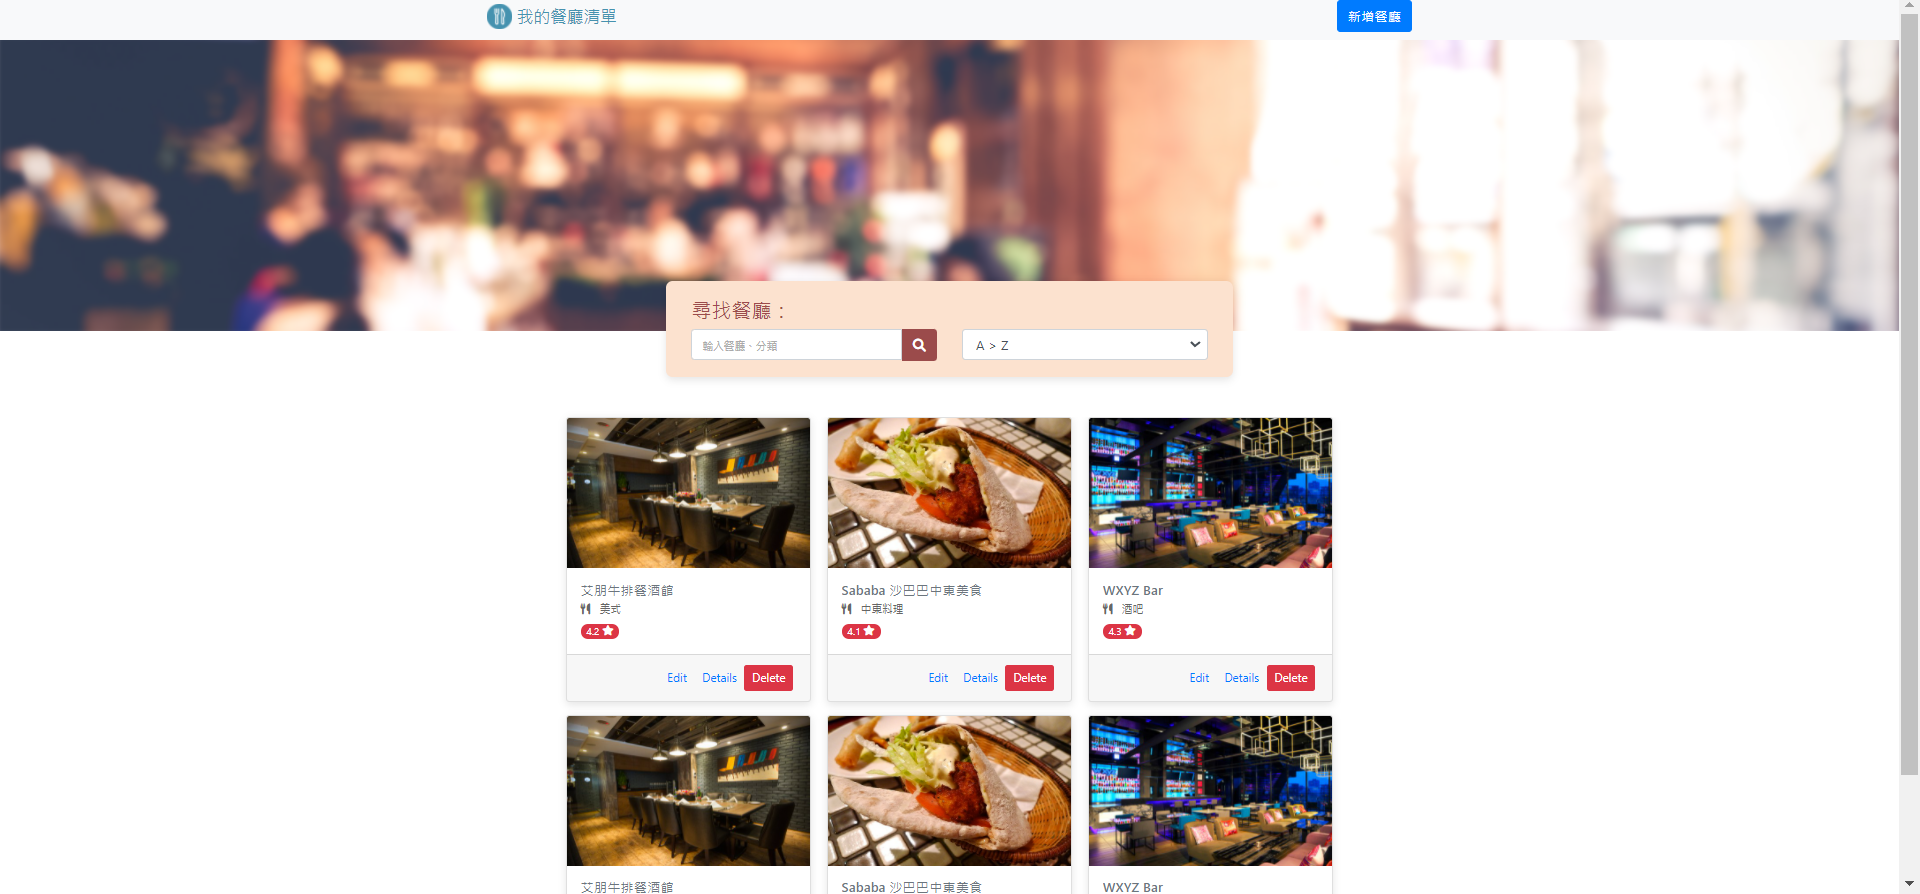 我的餐廳清單
新增餐廳
尋找餐廳：
輸入餐廳、分類
A > Z
艾朋牛排餐酒館
美式
4.2
Edit Details Delete
Sababa 沙巴巴中東美食
中東料理
4.1
Edit Details Delete
WXYZ Bar
酒吧
4.3
Edit Details Delete
艾朋牛排餐酒館
Sababa 沙巴巴中東美食
WXYZ Bar